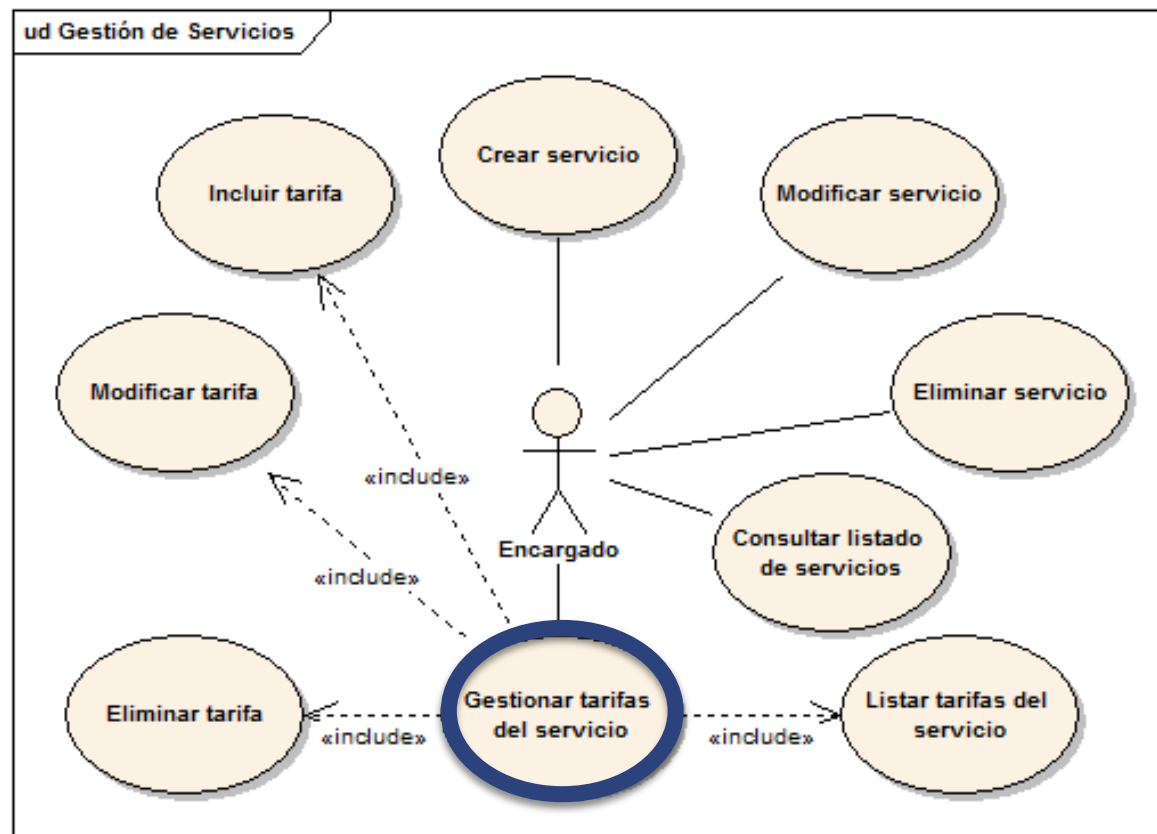 ud Gestión de Servicios
Crear servicio
Incluir tarifa
Modificar servicio
Modificar tarifa
Eliminar servicio
«include»
Encargado
Consultar listado
de servicios
«include»
Eliminar tarifa
«include»
Gestionar tarifas
del servicio
«include»
Listar tarifas del
servicio